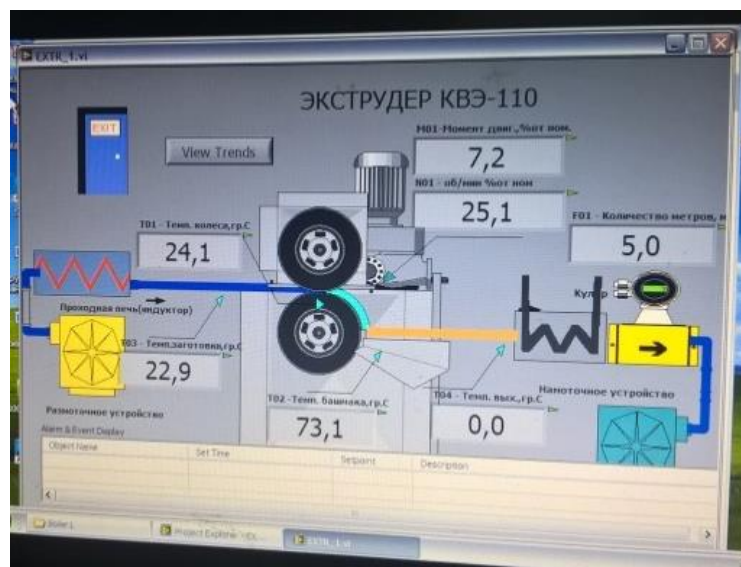 EXTR_1.vi
ЭКСТРУДЕР КВЭ-110
EXIT
View Trends
M01-Момент двиг.,%от ном.
7,2
N01 - об/мин %от ном
25,1
F01 - Количество метров, м
5,0
T01 - Темп. колеса,гр.С
24,1
Кулер
Проходная печь(индуктор)
T03 - Темп.заготовки,гр.С
22,9
T02 -Темп. башмака,гр.С
73,1
T04 - Темп. вых.,гр.С
0,0
Намоточное устройство
Размоточное устройство
Alarm & Event Display
Object Name
Set Time
Setpoint
Description
Project Explorer - EX...
EXTR_1.vi